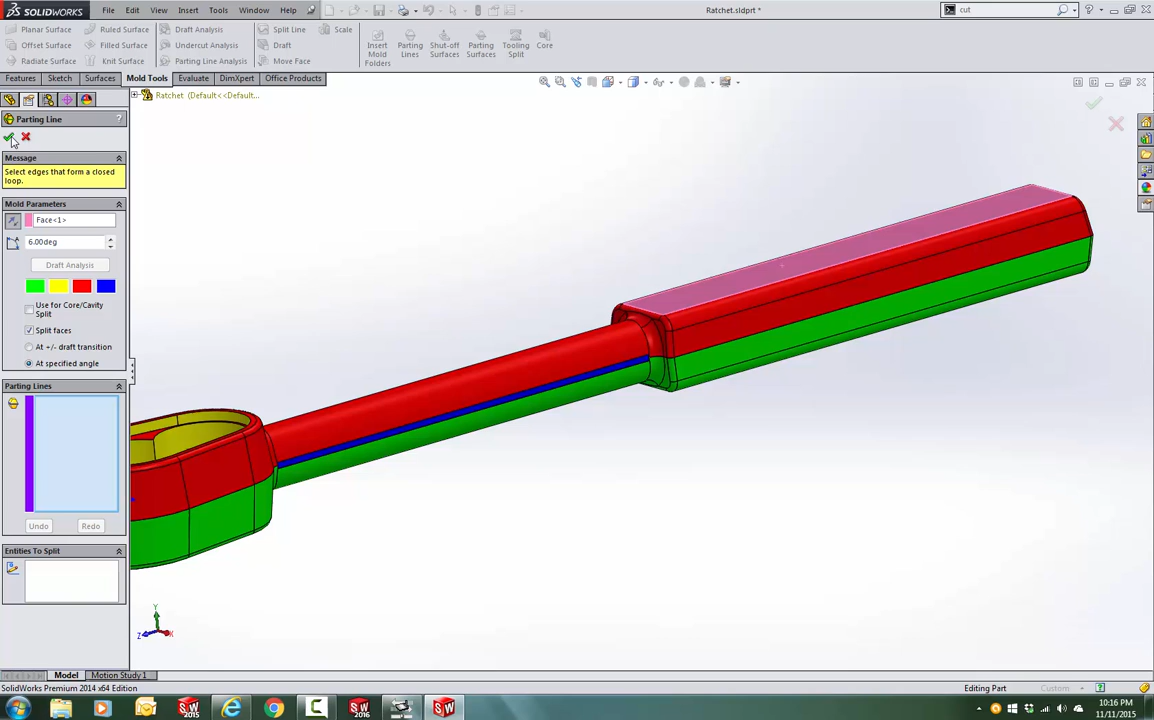 SOLIDWORKS File Edit View Insert Tools Window Help Ratchet.sldprt * cut
Planar Surface Ruled Surface Draft Analysis Split Line Scale
Offset Surface Filled Surface Undercut Analysis Draft
Radiate Surface Knit Surface Parting Line Analysis Move Face
Insert Mold Folders Parting Lines Shut-off Surfaces Parting Surfaces Tooling Split Core
Features Sketch Surfaces Mold Tools Evaluate DimXpert Office Products
Ratchet (Default<<Default...
Parting Line ?
Message
Select edges that form a closed
loop.
Mold Parameters
Face<1>
6.00deg
Draft Analysis
Use for Core/Cavity
Split
Split faces
At +/- draft transition
At specified angle
Parting Lines
Undo Redo
Entities To Split
Y
Z X
Model Motion Study 1
SolidWorks Premium 2014 x64 Edition Editing Part Custom
SW 2015 SW 2016 SW 10:16 PM
11/11/2015